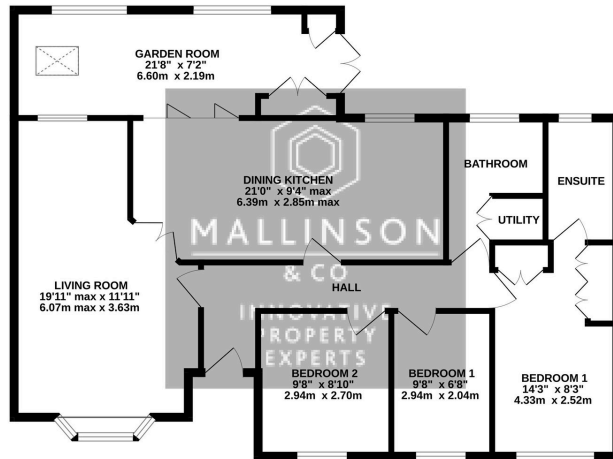 GARDEN ROOM
21'8" x 7'2"
6.60m x 2.19m
DINING KITCHEN
21'0" x 9'4" max
6.39m x 2.85m max
BATHROOM
ENSUITE
UTILITY
MALLINSON
& CO
INNOVATIVE
PROPERTY
EXPERTS
LIVING ROOM
19'11" max x 11'11"
6.07m max x 3.63m
HALL
BEDROOM 2
9'8" x 8'10"
2.94m x 2.70m
BEDROOM 1
9'8" x 6'8"
2.94m x 2.04m
BEDROOM 1
14'3" x 8'3"
4.33m x 2.52m